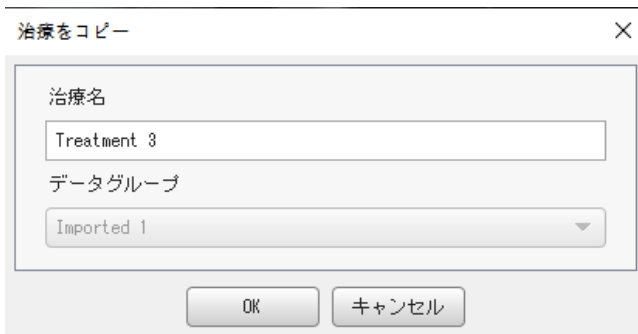 治療をコピー
治療名
Treatment 3
データグループ
Imported 1
OK
キャンセル